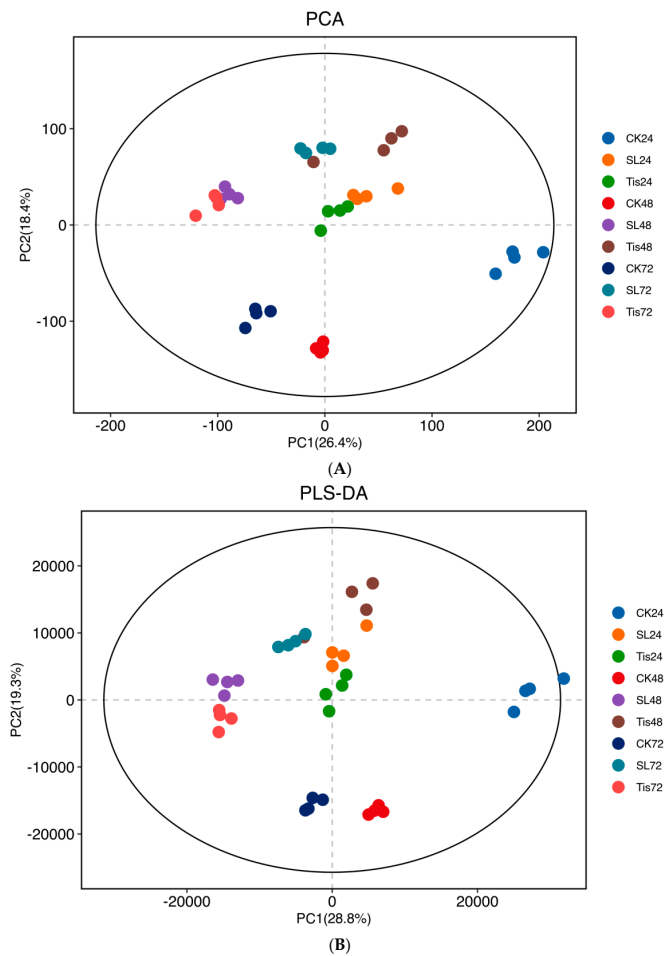 PCA
PC2(18.4%)
100
0
-100
-200
-100
0
100
200
PC1(26.4%)
CK24
SL24
Tis24
CK48
SL48
Tis48
CK72
SL72
Tis72
(A)
PLS-DA
PC2(19.3%)
20000
10000
0
-10000
-20000
-20000
0
20000
PC1(28.8%)
CK24
SL24
Tis24
CK48
SL48
Tis48
CK72
SL72
Tis72
(B)